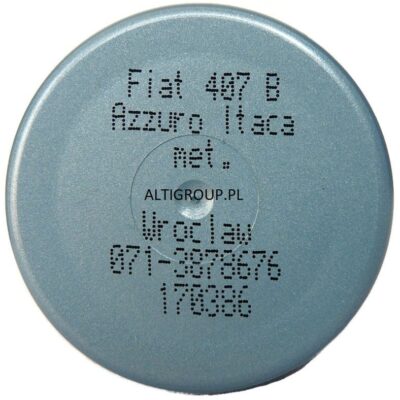 Fiat 407 B
Azzuro Itaca
met.
ALTIGROUP.PL
Wroclaw
071-3878676
170386